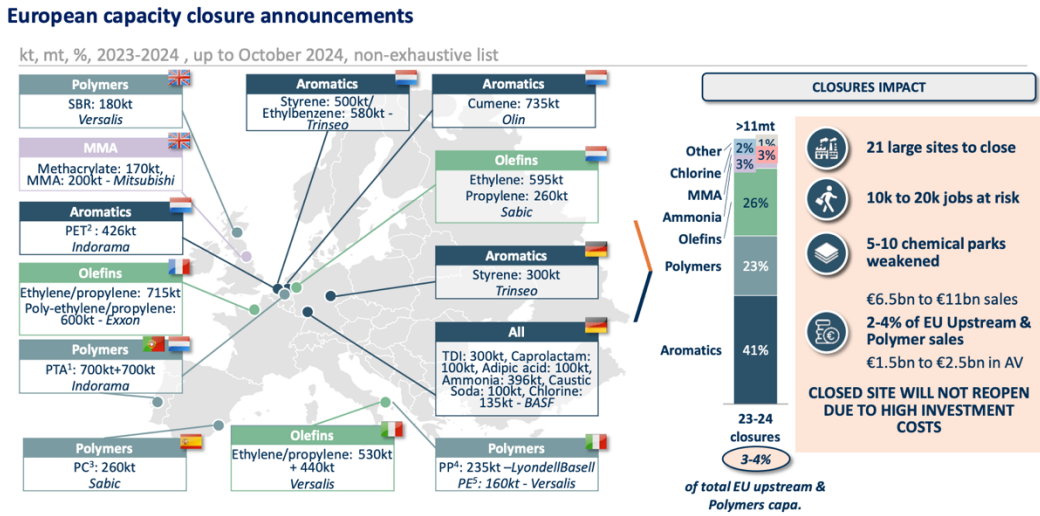 European capacity closure announcements
kt, mt, %, 2023-2024 , up to October 2024, non-exhaustive list
Polymers
SBR: 180kt
Versalis
MMA
Methacrylate: 170kt,
MMA: 200kt - Mitsubishi
Aromatics
PET² : 426kt
Indorama
Olefins
Ethylene/propylene: 715kt
Poly-ethylene/propylene:
600kt - Exxon
Polymers
PTA¹: 700kt+700kt
Indorama
Polymers
PC³: 260kt
Sabic
Aromatics
Styrene: 500kt/
Ethylbenzene: 580kt -
Trinseo
Aromatics
Cumene: 735kt
Olin
Olefins
Ethylene: 595kt
Propylene: 260kt
Sabic
Aromatics
Styrene: 300kt
Trinseo
All
TDI: 300kt, Caprolactam:
100kt, Adipic acid: 100kt,
Ammonia: 396kt, Caustic
Soda: 100kt, Chlorine:
135kt - BASF
Olefins
Ethylene/propylene: 530kt
+ 440kt
Versalis
Polymers
PP⁴: 235kt –LyondellBasell
PE⁵: 160kt - Versalis
CLOSURES IMPACT
>11mt
Other
Chlorine
MMA
Ammonia
Olefins
Polymers
Aromatics
1%
2%
3%
3%
26%
23%
41%
23-24
closures
3-4%
of total EU upstream &
Polymers capa.
21 large sites to close
10k to 20k jobs at risk
5-10 chemical parks
weakened
€6.5bn to €11bn sales
2-4% of EU Upstream &
Polymer sales
€1.5bn to €2.5bn in AV
CLOSED SITE WILL NOT REOPEN
DUE TO HIGH INVESTMENT
COSTS